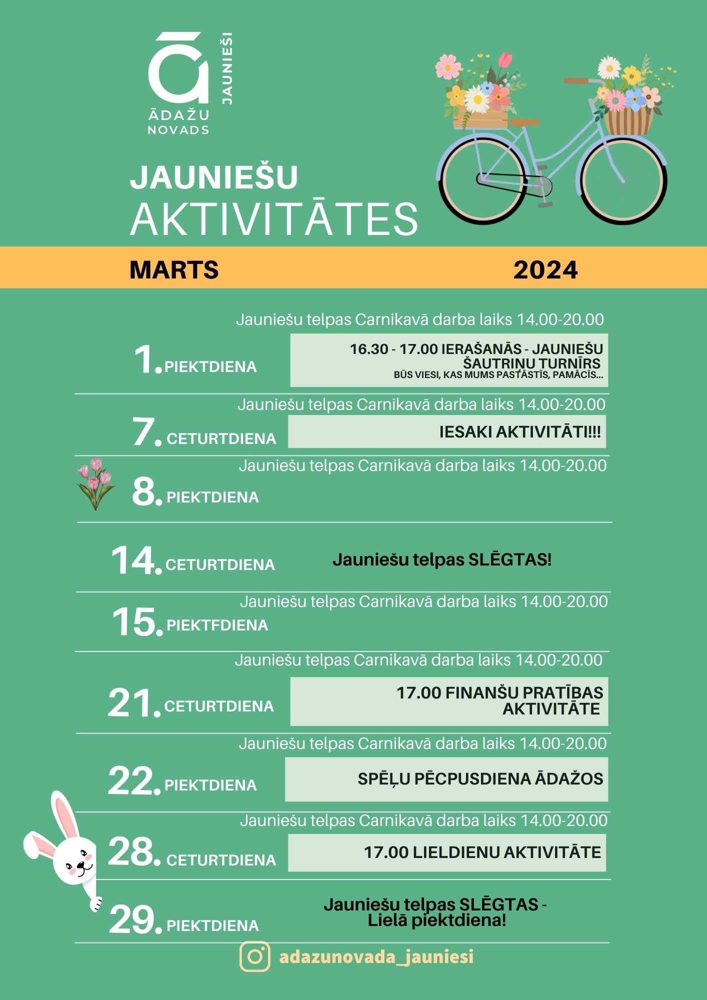 JAUNIEŠI
ĀDAŽU
NOVADS
JAUNIEŠU
AKTIVITĀTES
MARTS 2024
Jauniešu telpas Carnikavā darba laiks 14.00-20.00
1. PIEKTDIENA
16.30 - 17.00 IERAŠANĀS - JAUNIEŠU
ŠAUTRIŅU TURNĪRS
BŪS VIESI, KAS MUMS PASTĀSTĪS, PAMĀCĪS...
Jauniešu telpas Carnikavā darba laiks 14.00-20.00
7. CETURTDIENA
IESAKI AKTIVITĀTI!!!
Jauniešu telpas Carnikavā darba laiks 14.00-20.00
8. PIEKTDIENA
14. CETURTDIENA
Jauniešu telpas SLĒGTAS!
Jauniešu telpas Carnikavā darba laiks 14.00-20.00
15. PIEKTFDIENA
Jauniešu telpas Carnikavā darba laiks 14.00-20.00
21. CETURTDIENA
17.00 FINANŠU PRATĪBAS
AKTIVITĀTE
Jauniešu telpas Carnikavā darba laiks 14.00-20.00
22. PIEKTDIENA
SPĒĻU PĒCPUSDIENA ĀDAŽOS
Jauniešu telpas Carnikavā darba laiks 14.00-20.00
28. CETURTDIENA
17.00 LIELDIENU AKTIVITĀTE
29. PIEKTDIENA
Jauniešu telpas SLĒGTAS -
Lielā piektdiena!
adazunovada_jauniesi